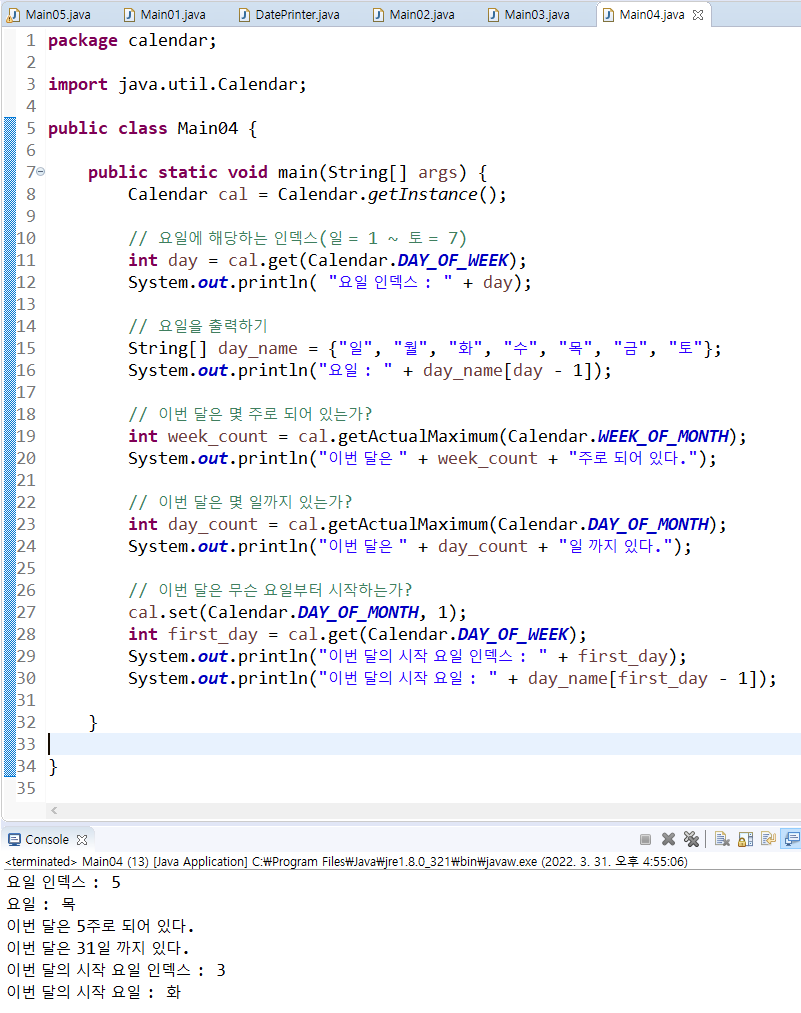 Main05.java Main01.java DatePrinter.java Main02.java Main03.java Main04.java
1 package calendar;
2
3 import java.util.Calendar;
4
5 public class Main04 {
6
7 public static void main(String[] args) {
8 Calendar cal = Calendar.getInstance();
9
10 // 요일에 해당하는 인덱스(일 = 1 ~ 토 = 7)
11 int day = cal.get(Calendar.DAY_OF_WEEK);
12 System.out.println( "요일 인덱스 : " + day);
13
14 // 요일을 출력하기
15 String[] day_name = {"일", "월", "화", "수", "목", "금", "토"};
16 System.out.println("요일 : " + day_name[day - 1]);
17
18 // 이번 달은 몇 주로 되어 있는가?
19 int week_count = cal.getActualMaximum(Calendar.WEEK_OF_MONTH);
20 System.out.println("이번 달은 " + week_count + "주로 되어 있다.");
21
22 // 이번 달은 몇 일까지 있는가?
23 int day_count = cal.getActualMaximum(Calendar.DAY_OF_MONTH);
24 System.out.println("이번 달은 " + day_count + "일 까지 있다.");
25
26 // 이번 달은 무슨 요일부터 시작하는가?
27 cal.set(Calendar.DAY_OF_MONTH, 1);
28 int first_day = cal.get(Calendar.DAY_OF_WEEK);
29 System.out.println("이번 달의 시작 요일 인덱스 : " + first_day);
30 System.out.println("이번 달의 시작 요일 : " + day_name[first_day - 1]);
31
32 }
33
34 }
35
Console
<terminated> Main04 (13) [Java Application] C:₩Program Files₩Java₩jre1.8.0_321₩bin₩javaw.exe (2022. 3. 31. 오후 4:55:06)
요일 인덱스 : 5
요일 : 목
이번 달은 5주로 되어 있다.
이번 달은 31일 까지 있다.
이번 달의 시작 요일 인덱스 : 3
이번 달의 시작 요일 : 화